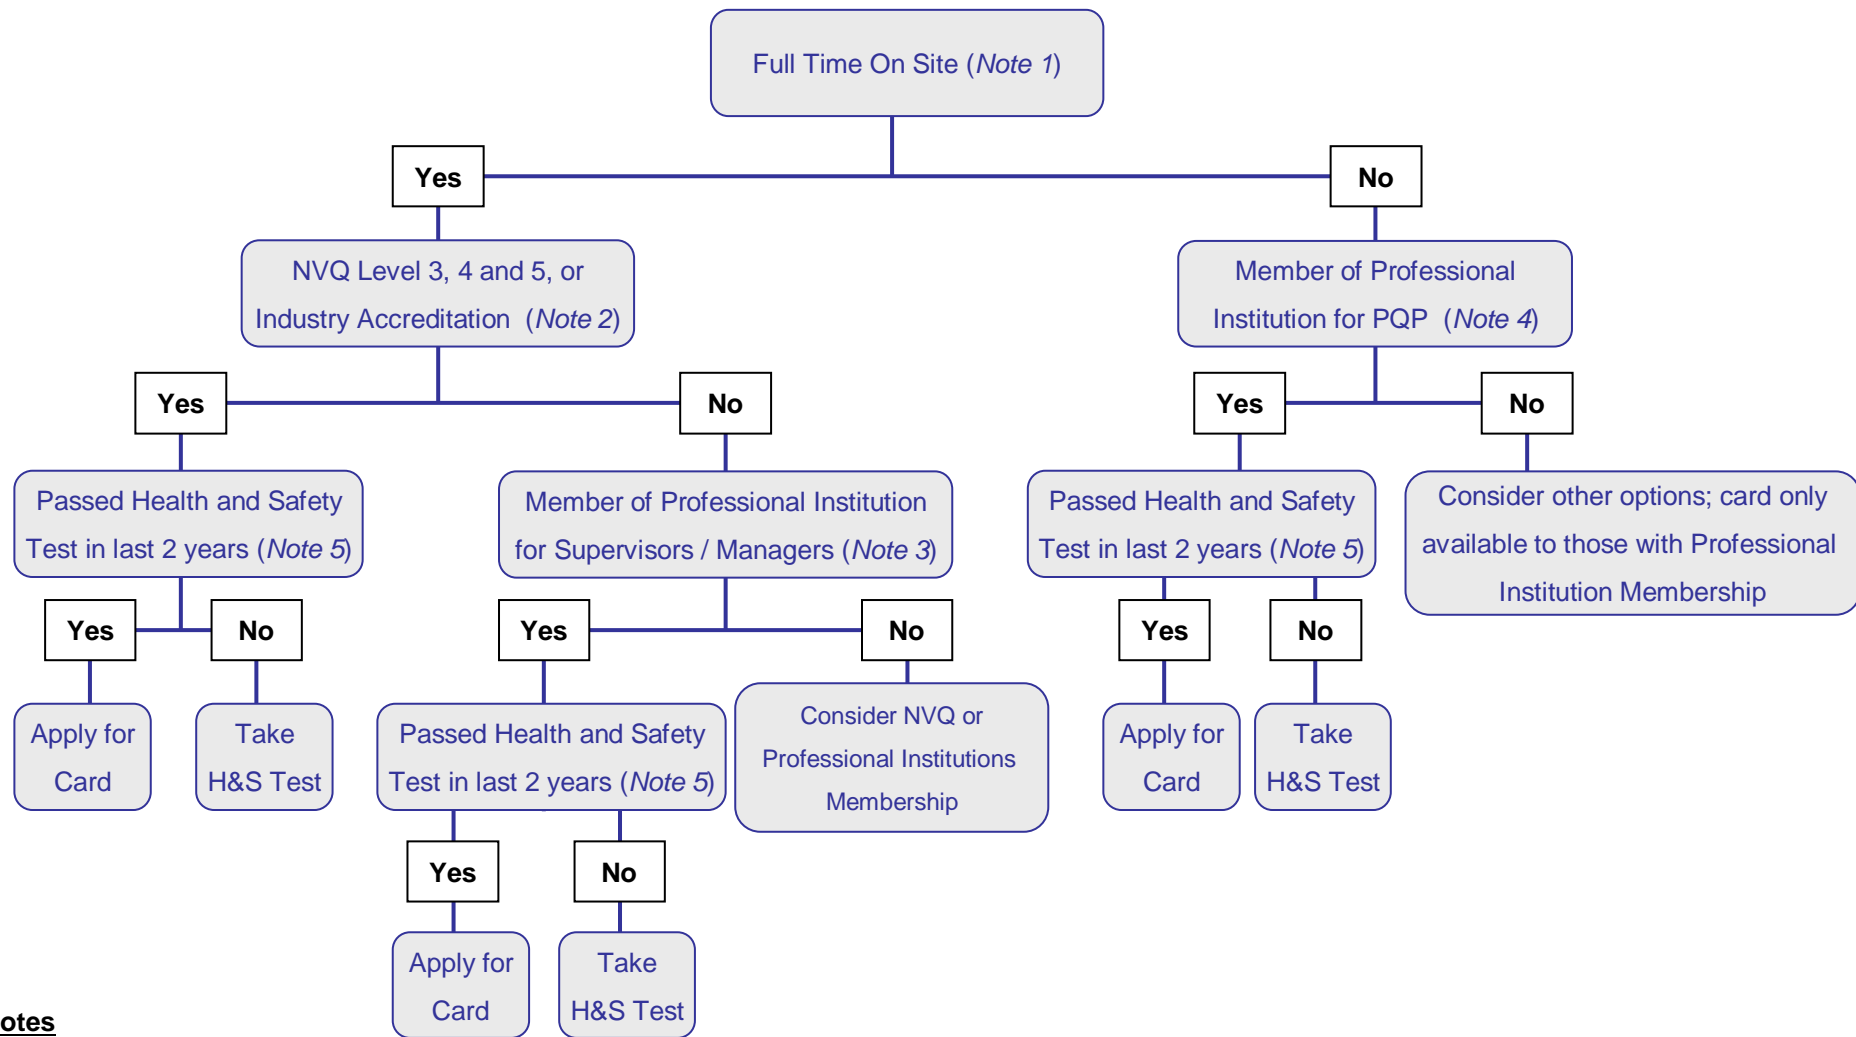 Full Time On Site (Note 1)
Yes
No
NVQ Level 3, 4 and 5, or
Industry Accreditation (Note 2)
Member of Professional
Institution for PQP (Note 4)
Yes
No
Yes
No
Passed Health and Safety
Test in last 2 years (Note 5)
Member of Professional Institution
for Supervisors / Managers (Note 3)
Passed Health and Safety
Test in last 2 years (Note 5)
Consider other options; card only
available to those with Professional
Institution Membership
Yes
No
Yes
No
Yes
No
Apply for
Card
Take
H&S Test
Passed Health and Safety
Test in last 2 years (Note 5)
Consider NVQ or
Professional Institutions
Membership
Apply for
Card
Take
H&S Test
Yes
No
Apply for
Card
Take
H&S Test
otes